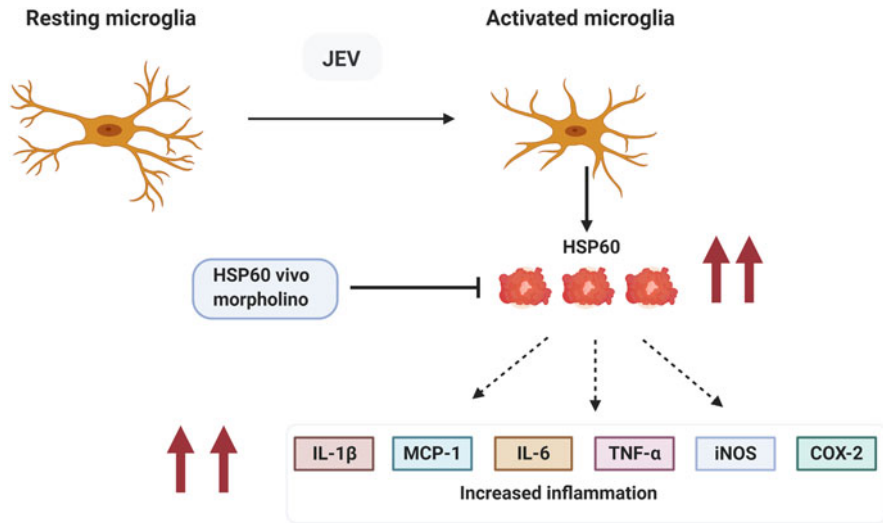 Resting microglia
Activated microglia
JEV
HSP60
HSP60 vivo
morpholino
IL-1β
MCP-1
IL-6
TNF-α
iNOS
COX-2
Increased inflammation